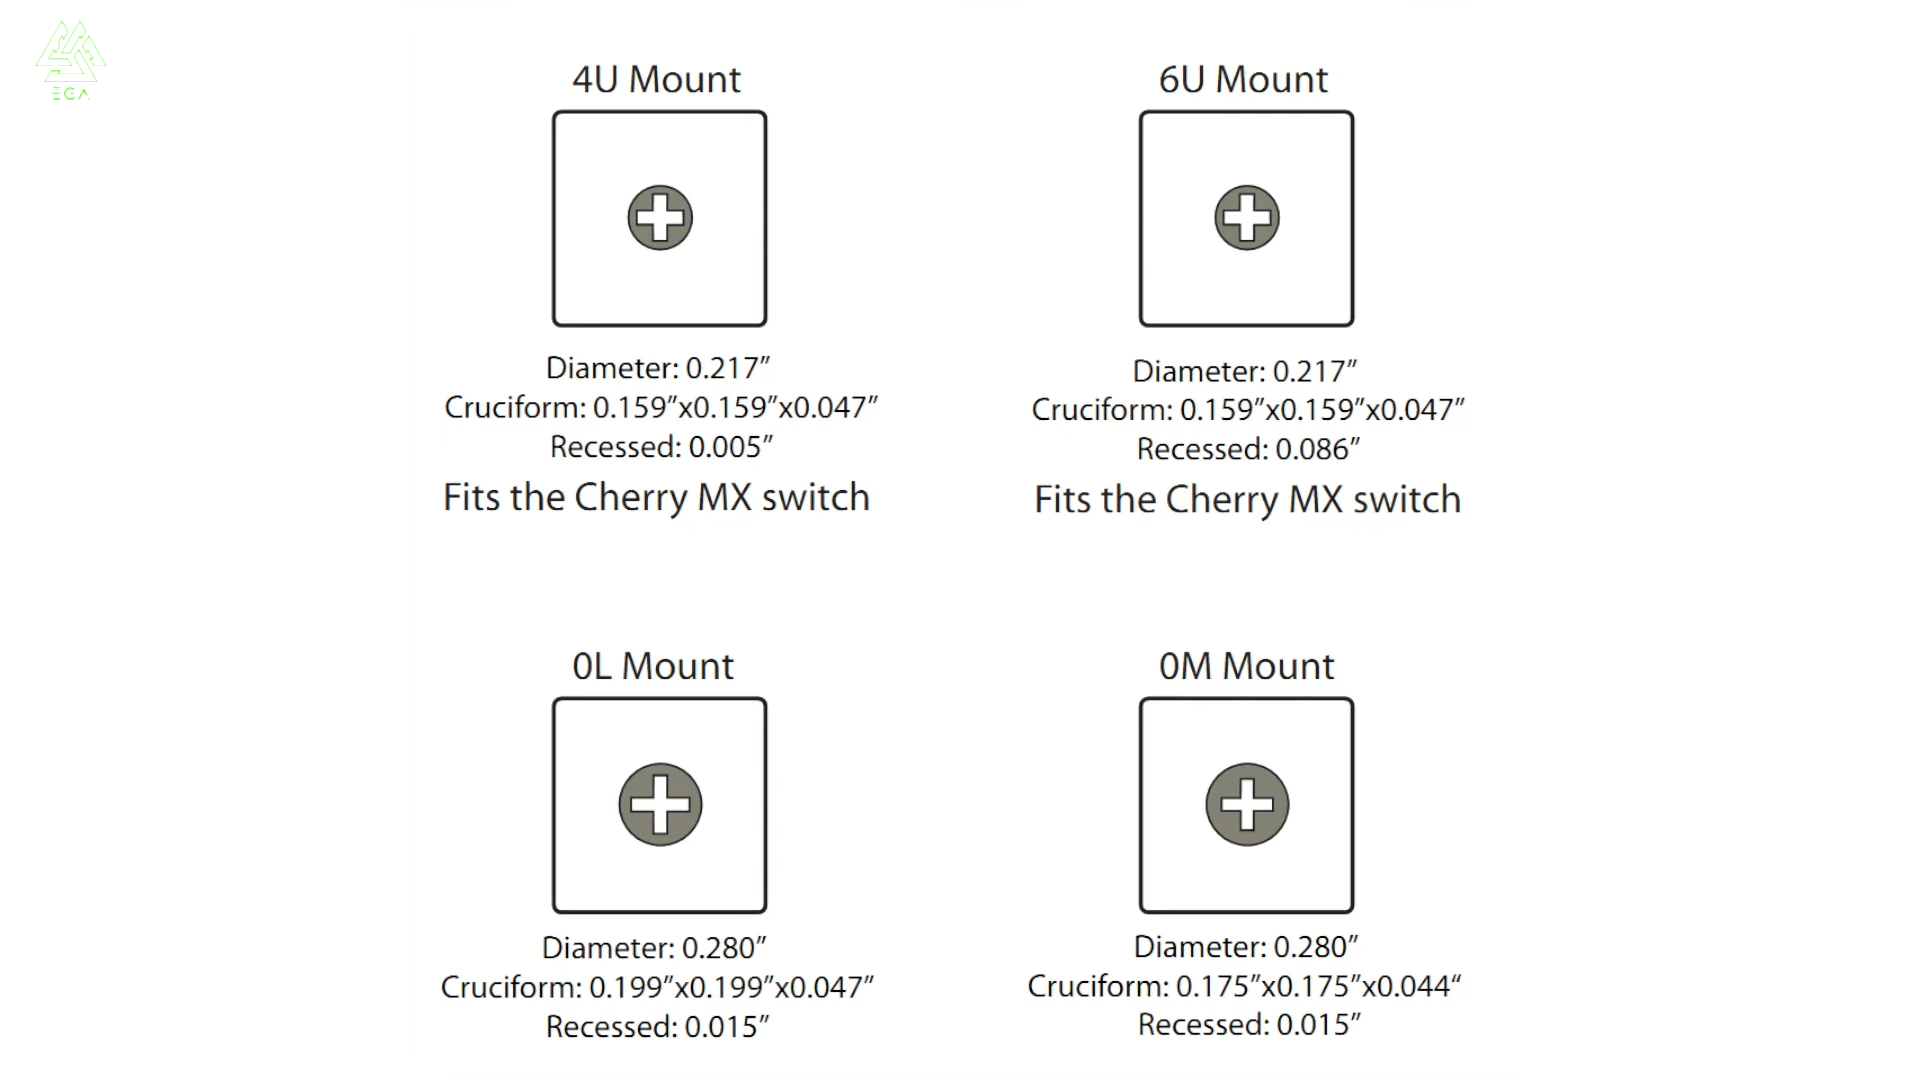 EGA
4U Mount
Diameter: 0.217”
Cruciform: 0.159”x0.159”x0.047”
Recessed: 0.005”
Fits the Cherry MX switch
6U Mount
Diameter: 0.217”
Cruciform: 0.159”x0.159”x0.047”
Recessed: 0.086”
Fits the Cherry MX switch
0L Mount
Diameter: 0.280”
Cruciform: 0.199”x0.199”x0.047”
Recessed: 0.015”
0M Mount
Diameter: 0.280”
Cruciform: 0.175”x0.175”x0.044“
Recessed: 0.015”